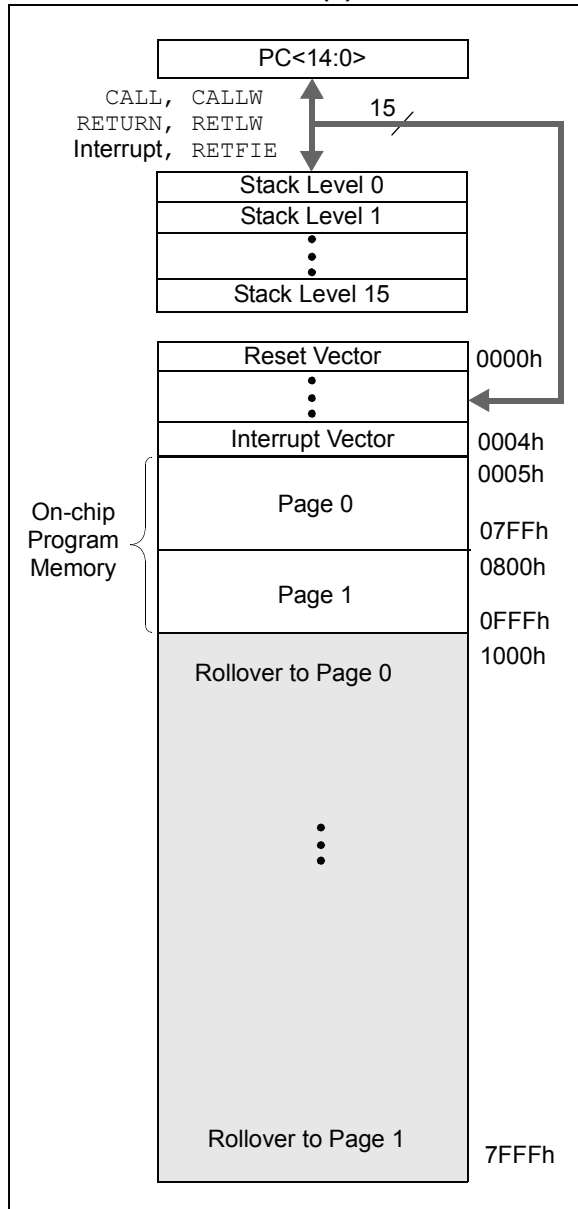 PC<14:0>
CALL, CALLW
RETURN, RETLW
Interrupt, RETFIE
15
Stack Level 0
Stack Level 1
Stack Level 15
Reset Vector
0000h
Interrupt Vector
0004h
0005h
Page 0
On-chip
Program
Memory
07FFh
0800h
Page 1
0FFFh
1000h
Rollover to Page 0
Rollover to Page 1
7FFFh